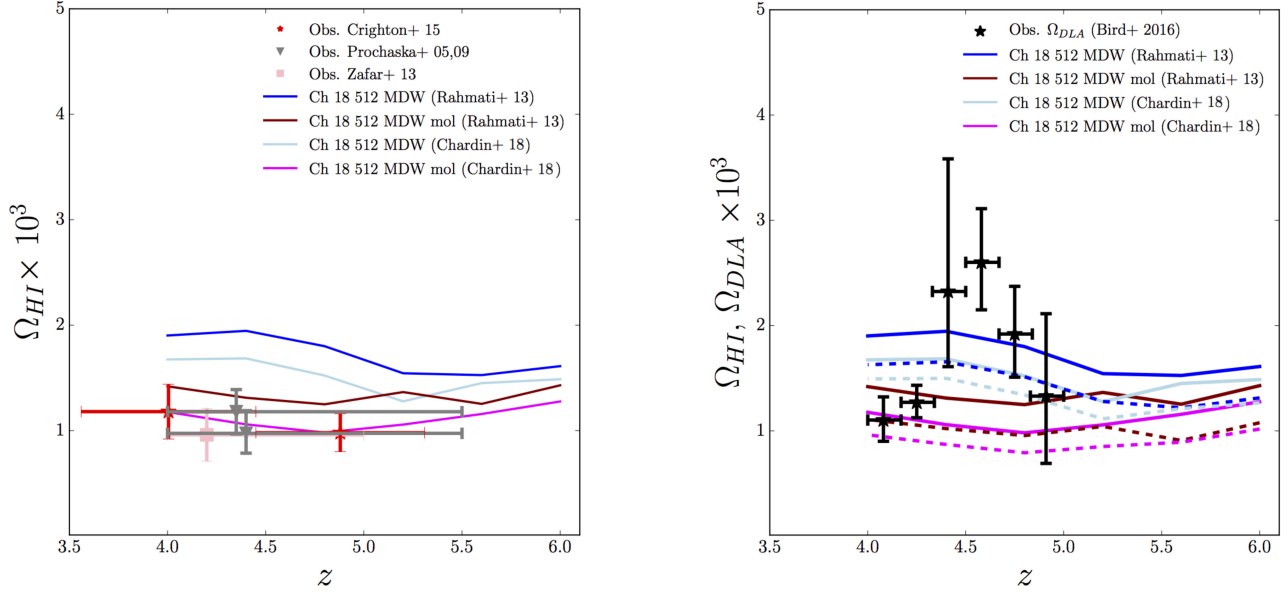 5
4
3
2
1
Ω_HI × 10³
3.5 4.0 4.5 5.0 5.5 6.0
z
Obs. Crighton+ 15
Obs. Prochaska+ 05,09
Obs. Zafar+ 13
Ch 18 512 MDW (Rahmati+ 13)
Ch 18 512 MDW mol (Rahmati+ 13)
Ch 18 512 MDW (Chardin+ 18)
Ch 18 512 MDW mol (Chardin+ 18)
5
4
3
2
1
Ω_HI, Ω_DLA ×10³
3.5 4.0 4.5 5.0 5.5 6.0
z
Obs. Ω_DLA (Bird+ 2016)
Ch 18 512 MDW (Rahmati+ 13)
Ch 18 512 MDW mol (Rahmati+ 13)
Ch 18 512 MDW (Chardin+ 18)
Ch 18 512 MDW mol (Chardin+ 18)